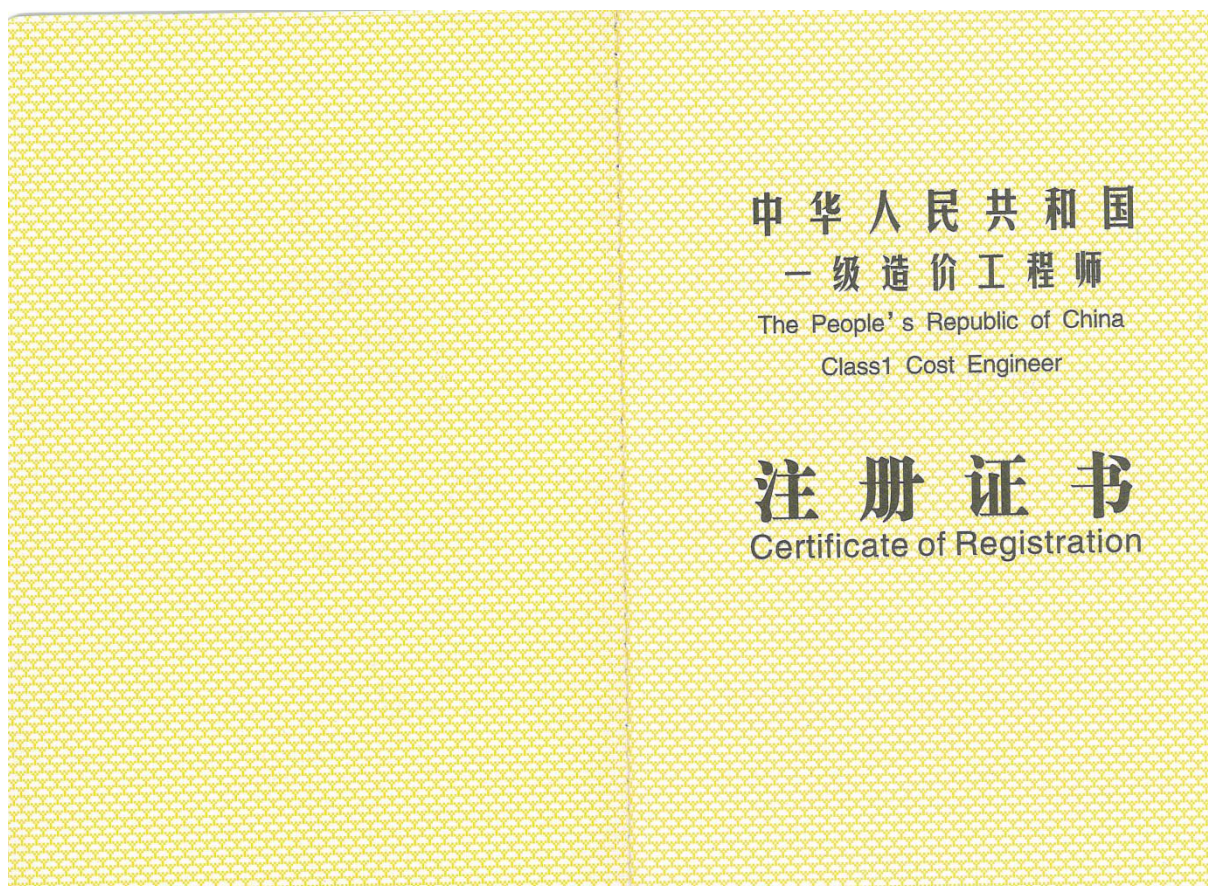 中华人民共和国
一级造价工程师
The People's Republic of China
Class1 Cost Engineer
注册证书
Certificate of Registration